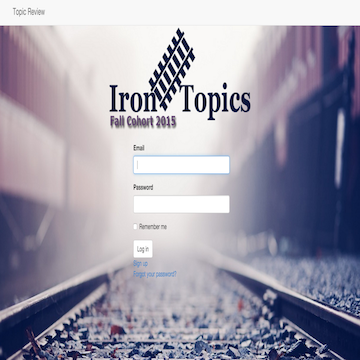 Topic Review
Iron Topics
Fall Cohort 2015
Email
Password
Remember me
Log in
Sign up
Forgot your password?